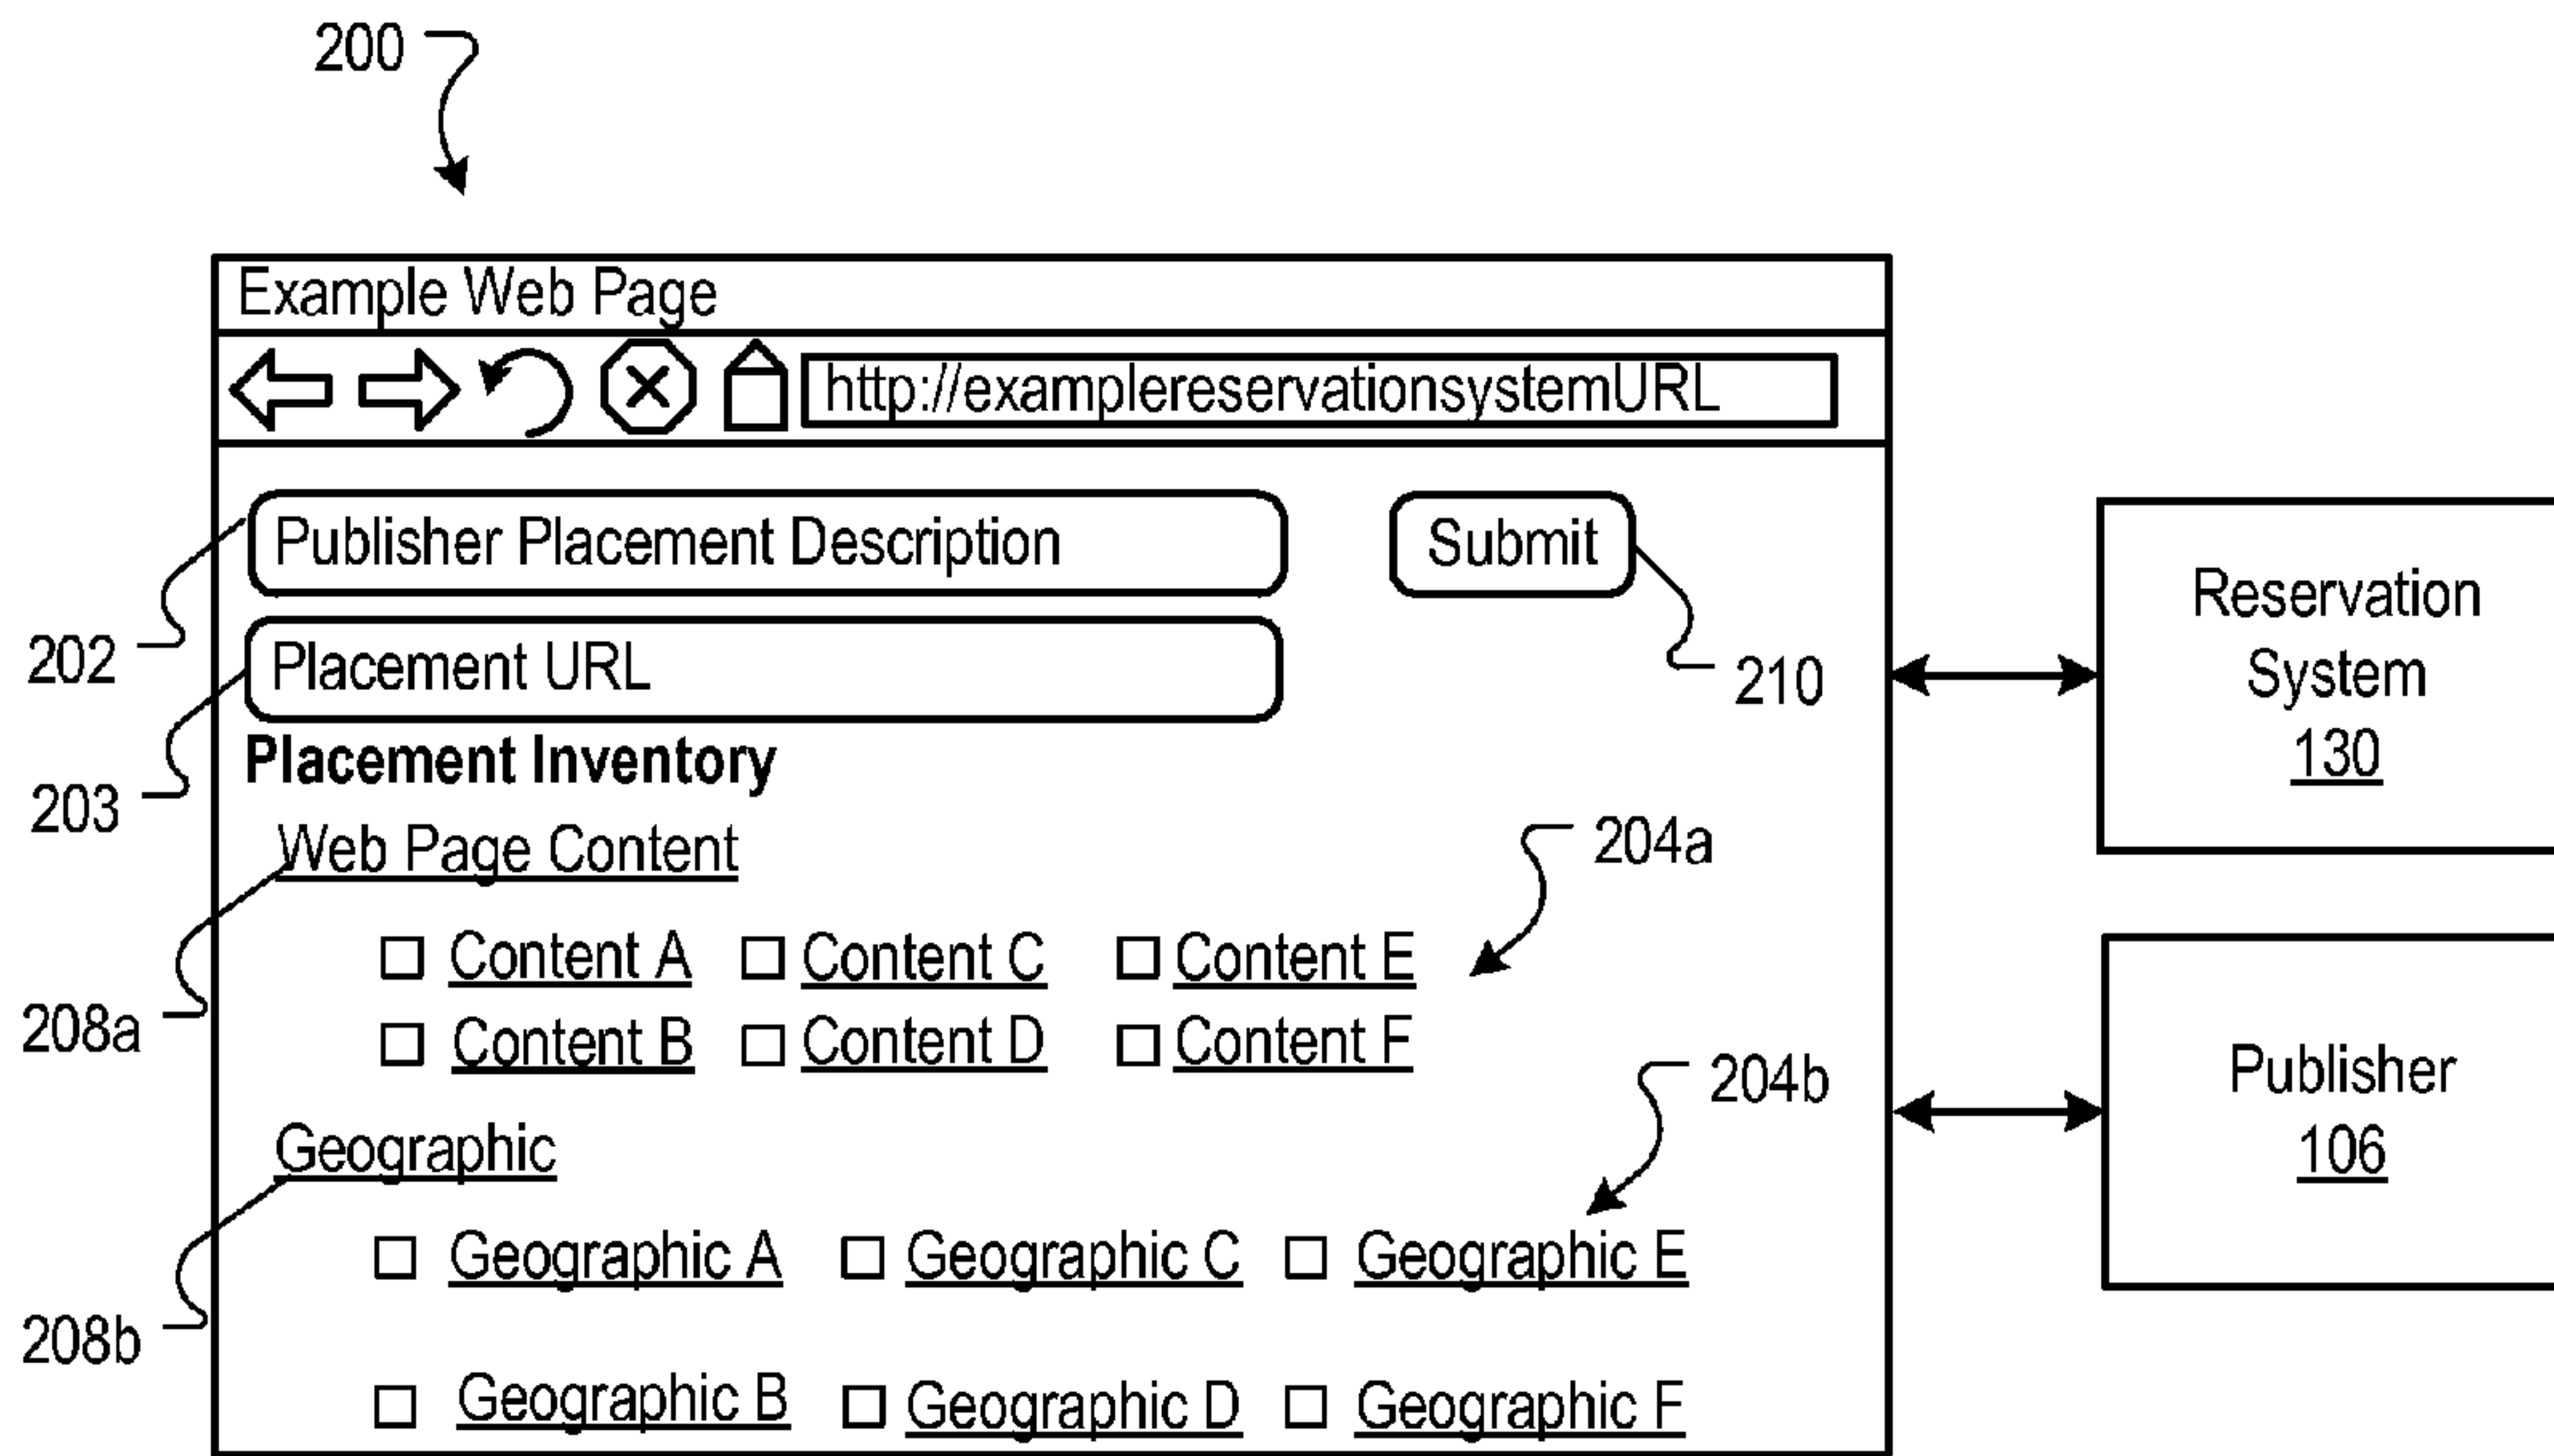 200
Example Web Page
http://examplereservationsystemURL
Publisher Placement Description
Submit
202
Placement URL
210
203
Placement Inventory
Web Page Content
204a
208a
Content A Content C Content E
Content B Content D Content F
204b
Geographic
208b
Geographic A Geographic C Geographic E
Geographic B Geographic D Geographic F
Reservation
System
130
Publisher
106